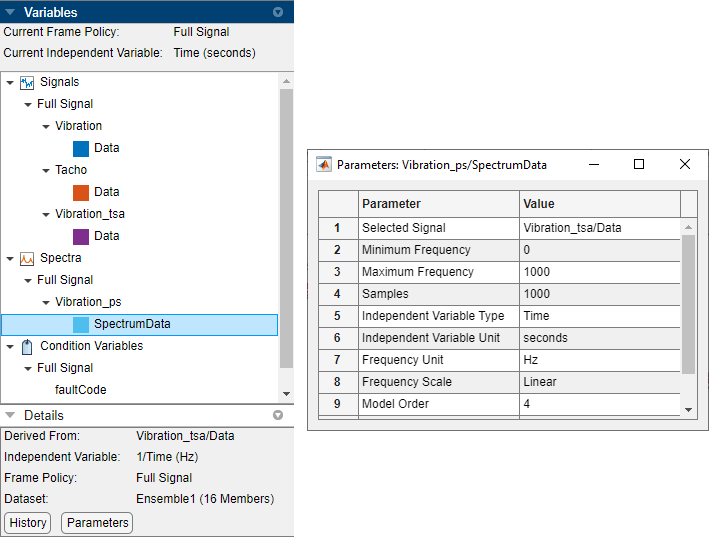 Variables
Current Frame Policy: Full Signal
Current Independent Variable: Time (seconds)
Signals
Full Signal
Vibration
Data
Tacho
Data
Vibration_tsa
Data
Spectra
Full Signal
Vibration_ps
SpectrumData
Condition Variables
Full Signal
faultCode
Details
Derived From: Vibration_tsa/Data
Independent Variable: 1/Time (Hz)
Frame Policy: Full Signal
Dataset: Ensemble1 (16 Members)
History Parameters
Parameters: Vibration_ps/SpectrumData
Parameter Value
1 Selected Signal Vibration_tsa/Data
2 Minimum Frequency 0
3 Maximum Frequency 1000
4 Samples 1000
5 Independent Variable Type Time
6 Independent Variable Unit seconds
7 Frequency Unit Hz
8 Frequency Scale Linear
9 Model Order 4